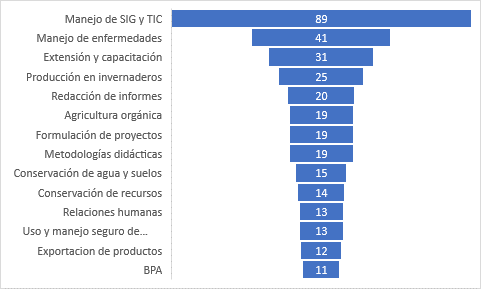 Manejo de SIG y TIC 89
Manejo de enfermedades 41
Extensión y capacitación 31
Producción en invernaderos 25
Redacción de informes 20
Agricultura orgánica 19
Formulación de proyectos 19
Metodologías didácticas 19
Conservación de agua y suelos 15
Conservación de recursos 14
Relaciones humanas 13
Uso y manejo seguro de... 13
Exportacion de productos 12
BPA 11